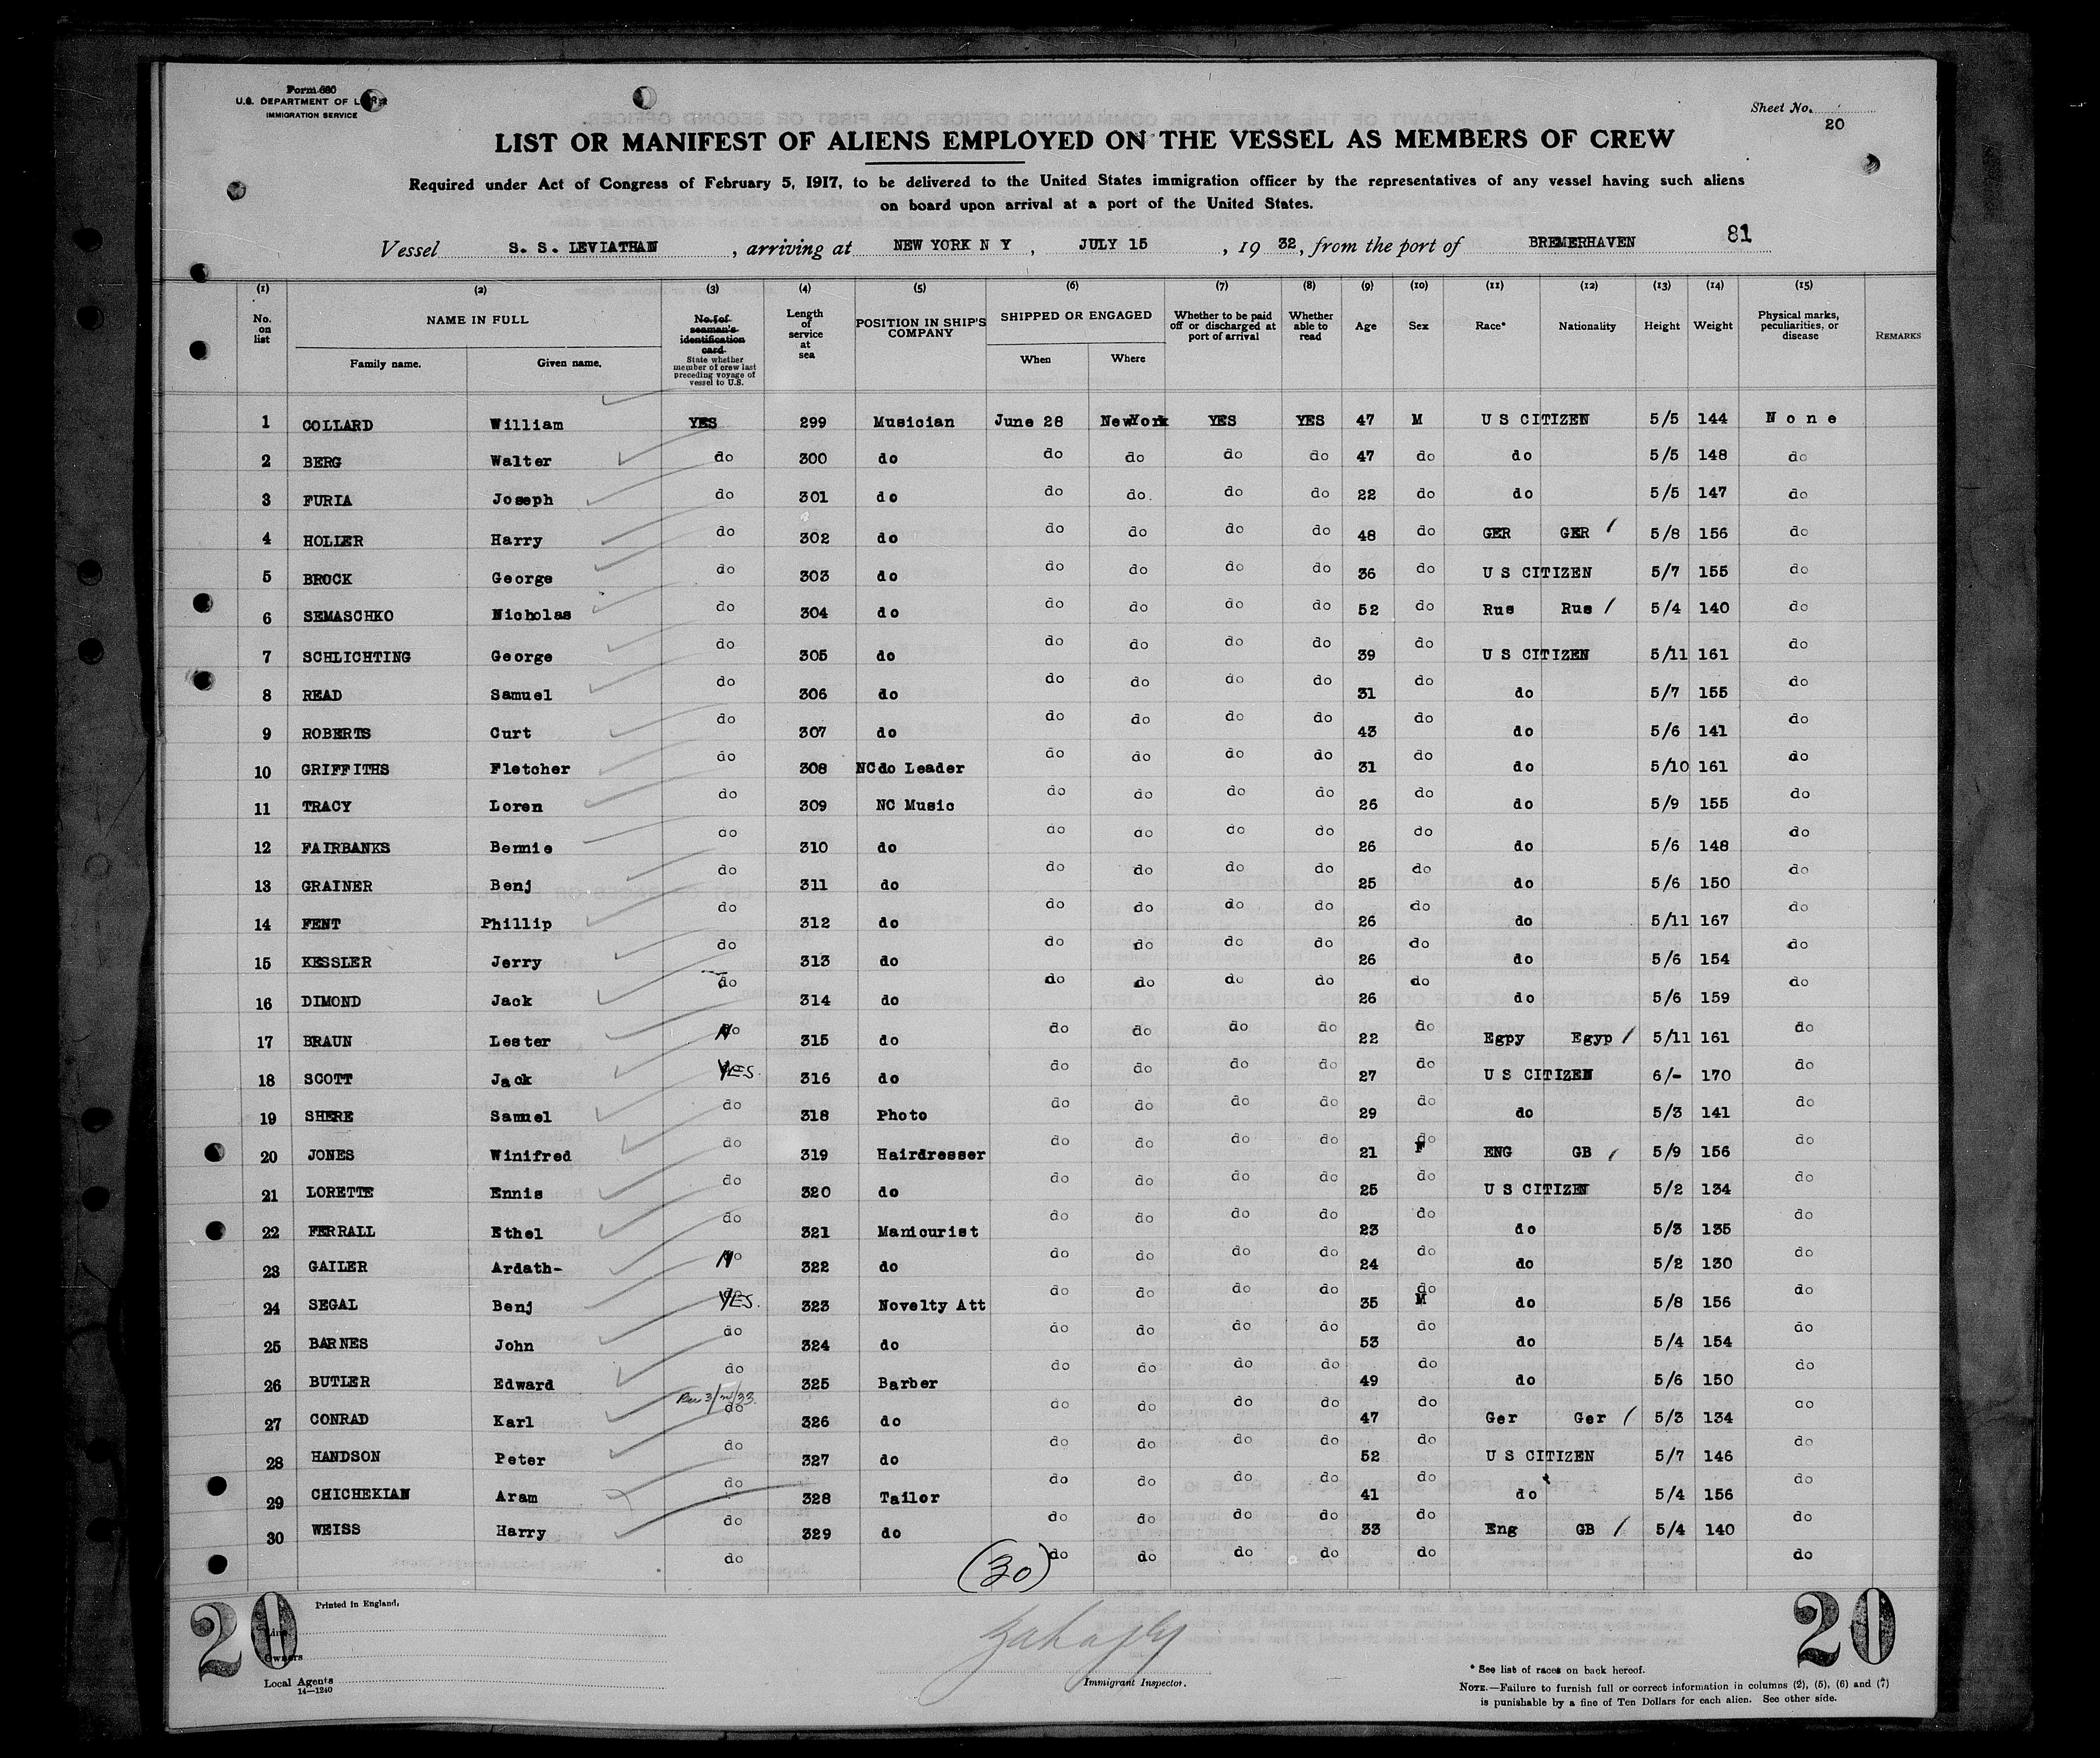 Form 680
U.S. DEPARTMENT OF LABOR
IMMIGRATION SERVICE
Sheet No.
20
LIST OR MANIFEST OF ALIENS EMPLOYED ON THE VESSEL AS MEMBERS OF CREW
Required under Act of Congress of February 5, 1917, to be delivered to the United States immigration officer by the representatives of any vessel having such aliens
on board upon arrival at a port of the United States.
Vessel S. S. LEVIATHAN, arriving at NEW YORK N Y, JULY 15, 19 32, from the port of BREMERHAVEN 81
(1) (2) (3) (4) (5) (6) (7) (8) (9) (10) (11) (12) (13) (14) (15)
No. on list NAME IN FULL Family name. Given name. No. of seaman's identification card State whether member of crew last preceding voyage of vessel to U.S. Length of service at sea POSITION IN SHIP'S COMPANY SHIPPED OR ENGAGED When Where Whether to be paid off or discharged at port of arrival Whether able to read Age Sex Race* Nationality Height Weight Physical marks, peculiarities, or disease REMARKS
1 COLLARD William YES 299 Musician June 28 NewYork YES YES 47 M U S CITIZEN 5/5 144 None
2 BERG Walter do 300 do do do do do 47 do do 5/5 148 do
3 FURIA Joseph do 301 do do do. do do 22 do do 5/5 147 do
4 HOLLER Harry do 302 do do do do do 48 do GER GER 5/8 156 do
5 BROCK George do 303 do do do do do 36 do U S CITIZEN 5/7 155 do
6 SEMASCHKO Nicholas do 304 do do do do do 52 do Rus Rus 5/4 140 do
7 SCHLICHTING George do 305 do do do do do 39 do U S CITIZEN 5/11 161 do
8 READ Samuel do 306 do do do do do 31 do do 5/7 155 do
9 ROBERTS Curt do 307 do do do do do 43 do do 5/6 141 do
10 GRIFFITHS Fletcher do 308 NCdo Leader do do do do 31 do do 5/10 161 do
11 TRACY Loren do 309 NC Music do do do do 26 do do 5/9 155 do
12 FAIRBANKS Bennie do 310 do do do do do 26 do do 5/6 148 do
13 GRAINER Benj do 311 do do do do do 25 do do 5/6 150 do
14 FENT Phillip do 312 do do do do do 26 do do 5/11 167 do
15 KESSLER Jerry do 313 do do do do do 26 do do 5/6 154 do
16 DIMOND Jack do 314 do do do do do 26 do do 5/6 159 do
17 BRAUN Lester No 315 do do do do do 22 do Egpy Egyp 5/11 161 do
18 SCOTT Jack YES. 316 do do do do do 27 do U S CITIZEN 6/- 170 do
19 SHERE Samuel do 318 Photo do do do do 29 do do 5/3 141 do
20 JONES Winifred do 319 Hairdresser do do do do 21 F ENG GB 5/9 156 do
21 LORETTE Ennis do 320 do do do do do 25 do U S CITIZEN 5/2 134 do
22 FERRALL Ethel do 321 Manicurist do do do do 23 do do 5/3 135 do
23 GAILER Ardath- No 322 do do do do do 24 do do 5/2 130 do
24 SEGAL Benj YES. 323 Novelty Att do do do do 35 M do 5/8 156 do
25 BARNES John do 324 do do do do do 53 do do 5/4 154 do
26 BUTLER Edward do 325 Barber do do do do 49 do do 5/6 150 do
27 CONRAD Karl do 326 do do do do do 47 do Ger Ger 5/3 134 do
28 HANDSON Peter do 327 do do do do do 52 do U S CITIZEN 5/7 146 do
29 CHICHEKIAN Aram do 328 Tailor do do do do 41 do do 5/4 156 do
30 WEISS Harry do 329 do do do do do 33 do Eng GB 5/4 140 do
do do do do do do do
(30)
20 Printed in England. 20
Line
Owners
Local Agents
14—1240
Immigrant Inspector.
* See list of races on back hereof.
NOTE.—Failure to furnish full or correct information in columns (2), (5), (6) and (7)
is punishable by a fine of Ten Dollars for each alien. See other side.